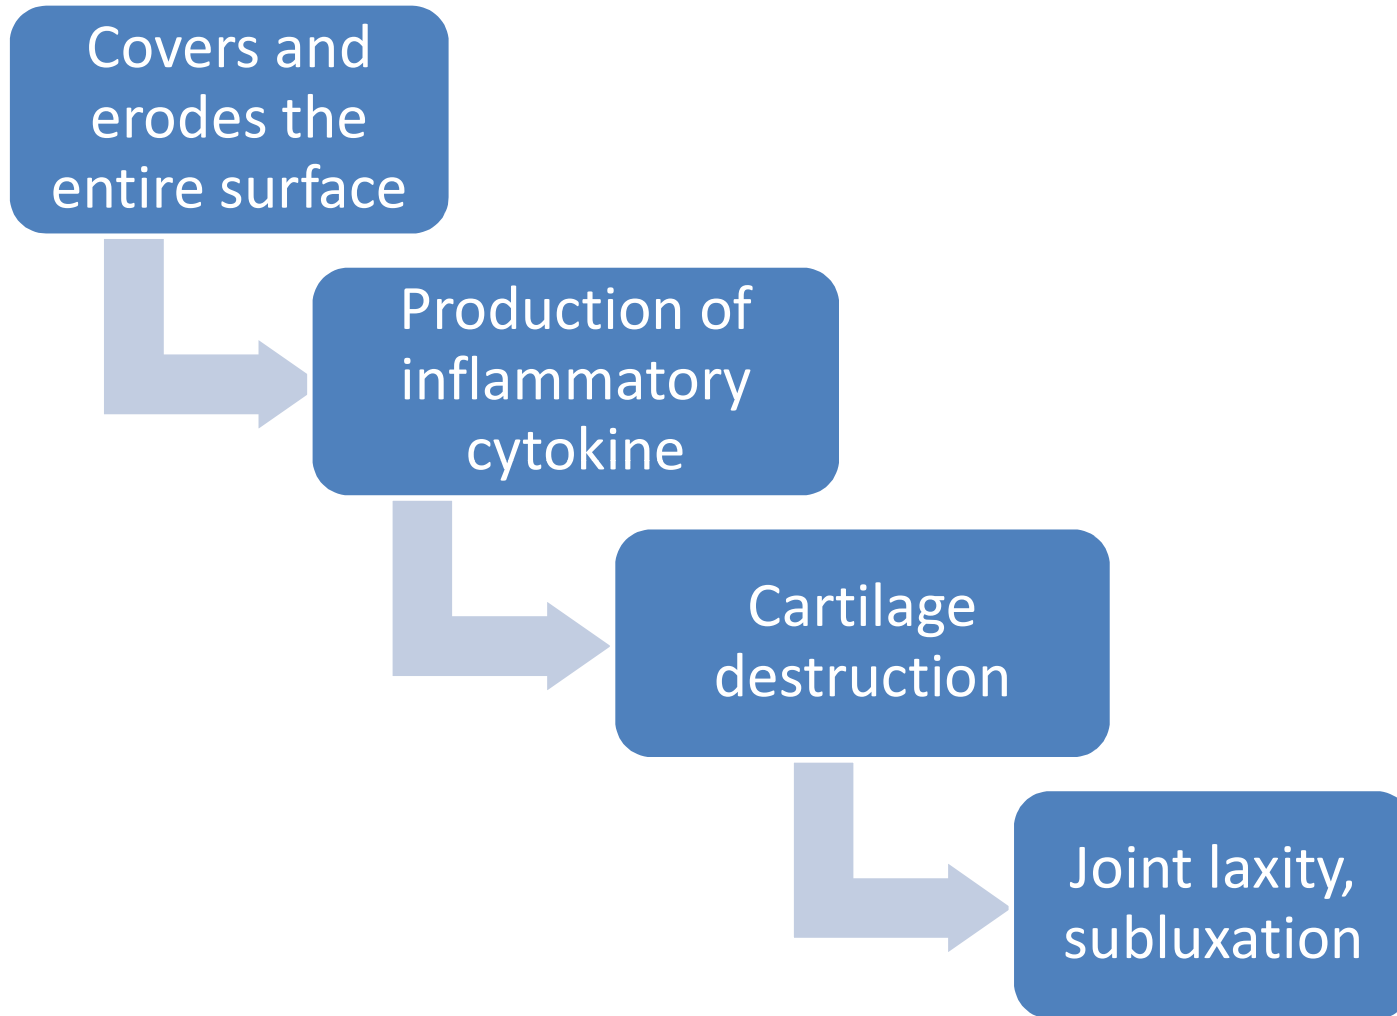 Covers and
erodes the
entire surface
Production of
inflammatory
cytokine
Cartilage
destruction
Joint laxity,
subluxation